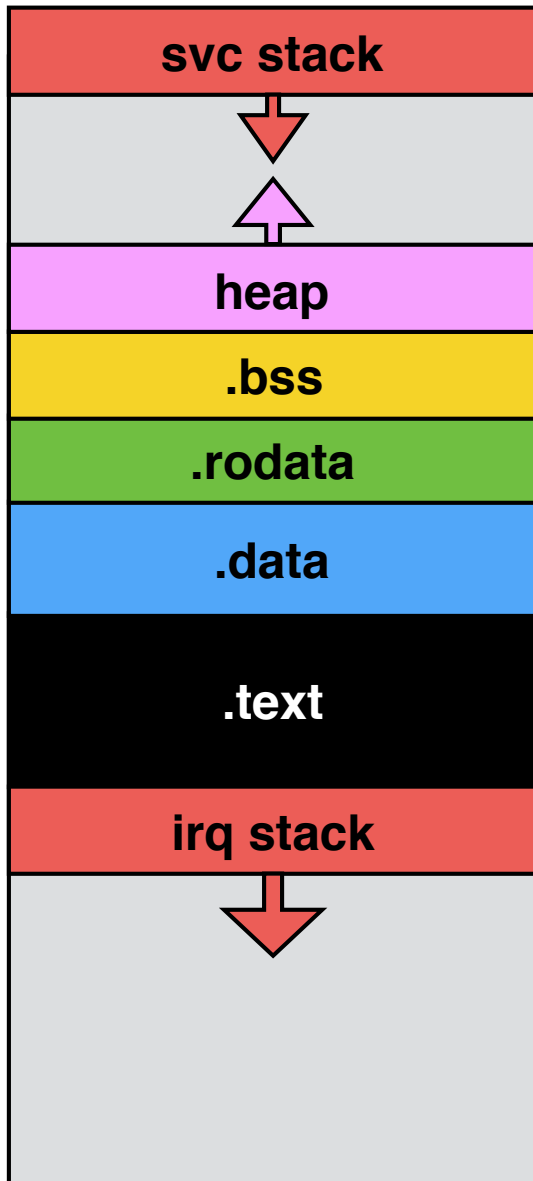 svc stack
heap
.bss
.rodata
.data
.text
irq stack